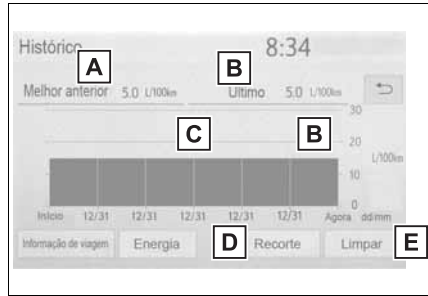 Histórico 8:34
A B
Melhor anterior 5.0 L/100km Último 5.0 L/100km
30
C B
20
L/100km
10
0
Início 12/31 12/31 12/31 12/31 12/31 Agora dd/mm
Informação de viagem Energia D Recorte Limpar E